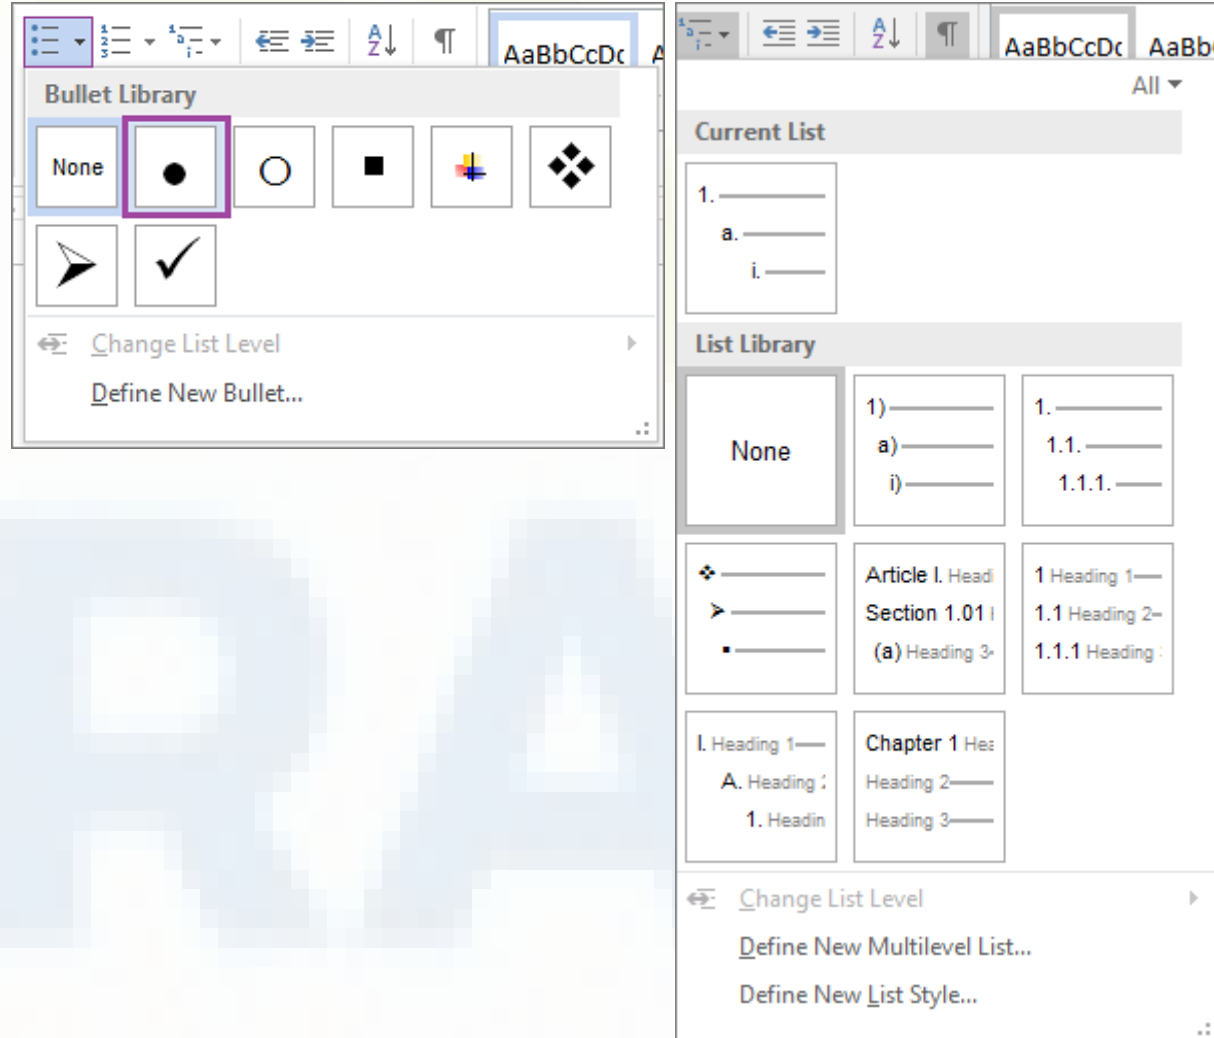 AaBbCcDc A
Bullet Library
None
Change List Level
Define New Bullet...
AaBbCcDc AaBb
All
Current List
1.
a.
i.
List Library
None
1)
a)
i)
1.
1.1.
1.1.1.
Article I. Headi
Section 1.01
(a) Heading 3
1 Heading 1
1.1 Heading 2
1.1.1 Heading
I. Heading 1
A. Heading 2
1. Headin
Chapter 1 Hea
Heading 2
Heading 3
Change List Level
Define New Multilevel List...
Define New List Style...
RA